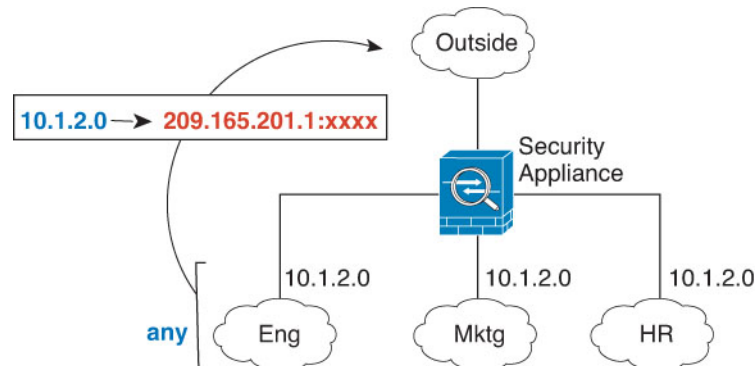 Outside
10.1.2.0 → 209.165.201.1:xxxx
Security
Appliance
10.1.2.0
10.1.2.0
10.1.2.0
any
Eng
Mktg
HR